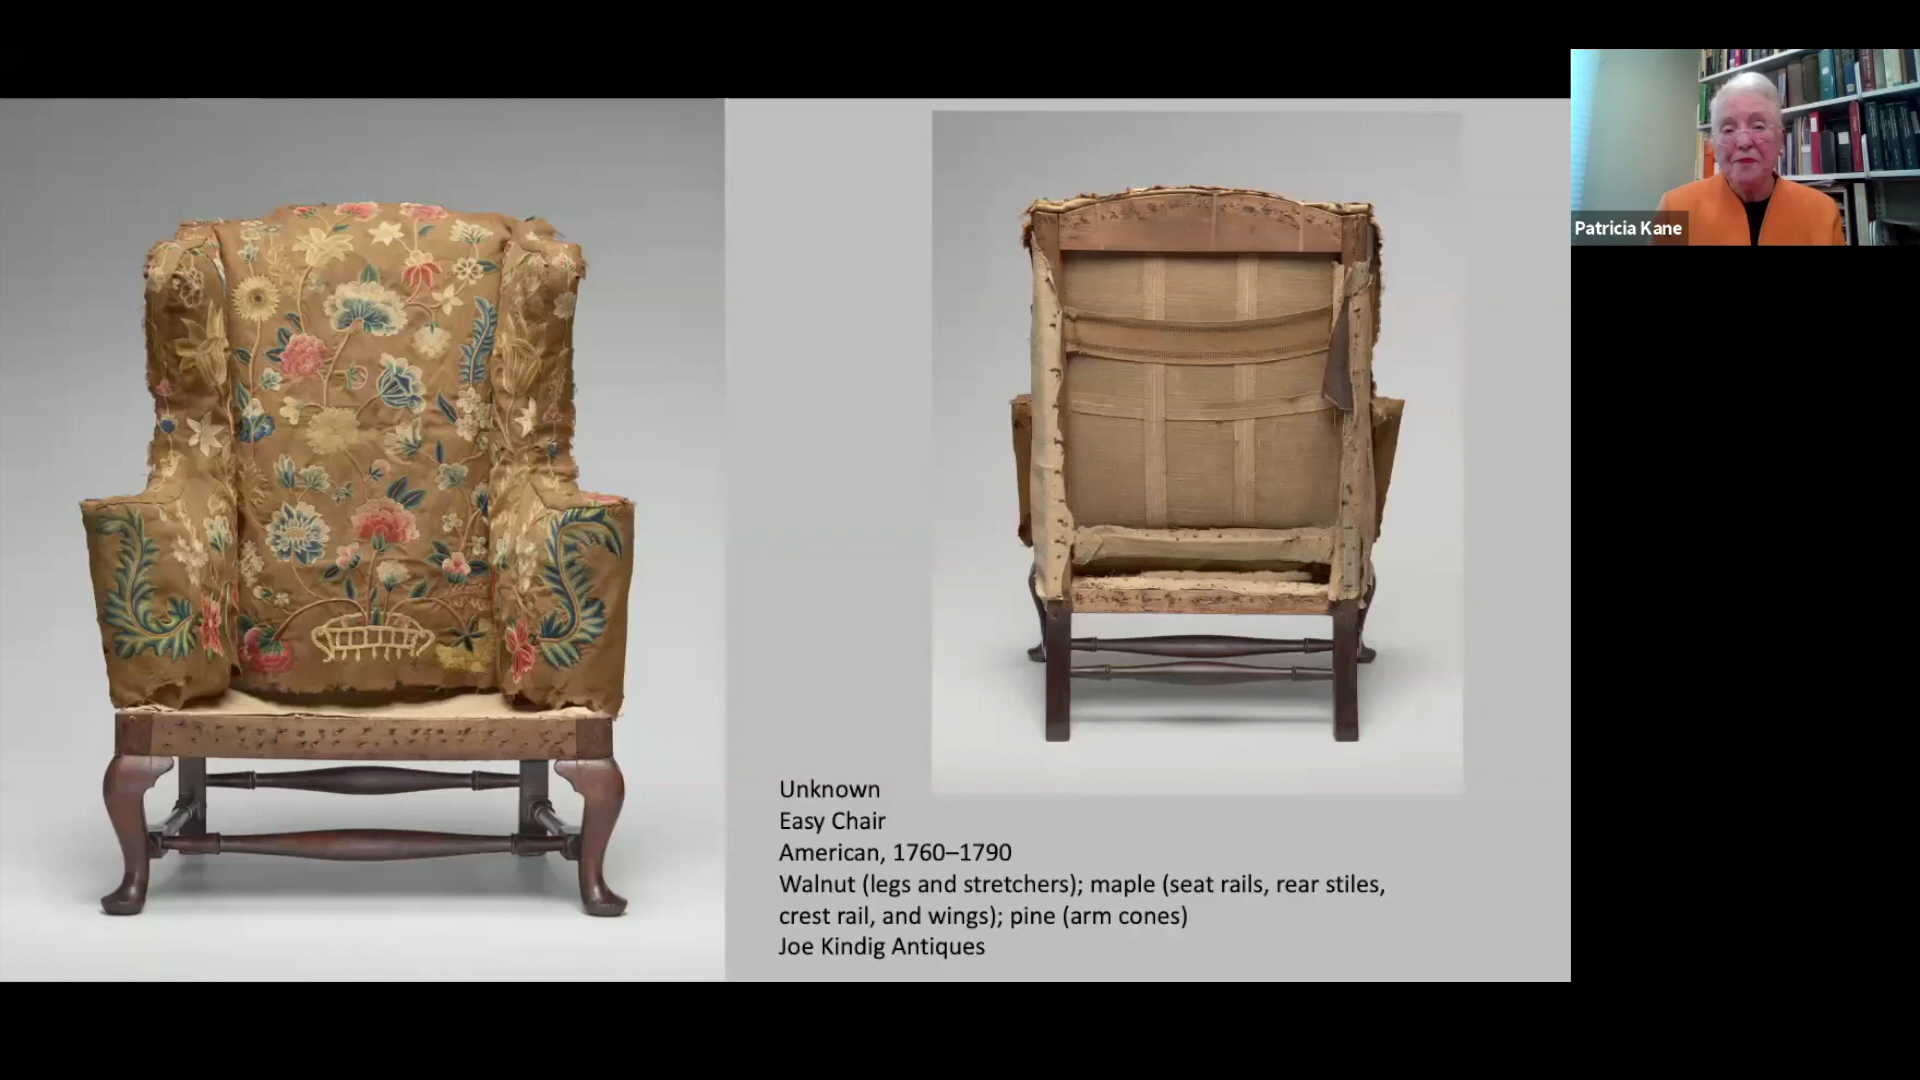 Patricia Kane
Unknown
Easy Chair
American, 1760–1790
Walnut (legs and stretchers); maple (seat rails, rear stiles,
crest rail, and wings); pine (arm cones)
Joe Kindig Antiques